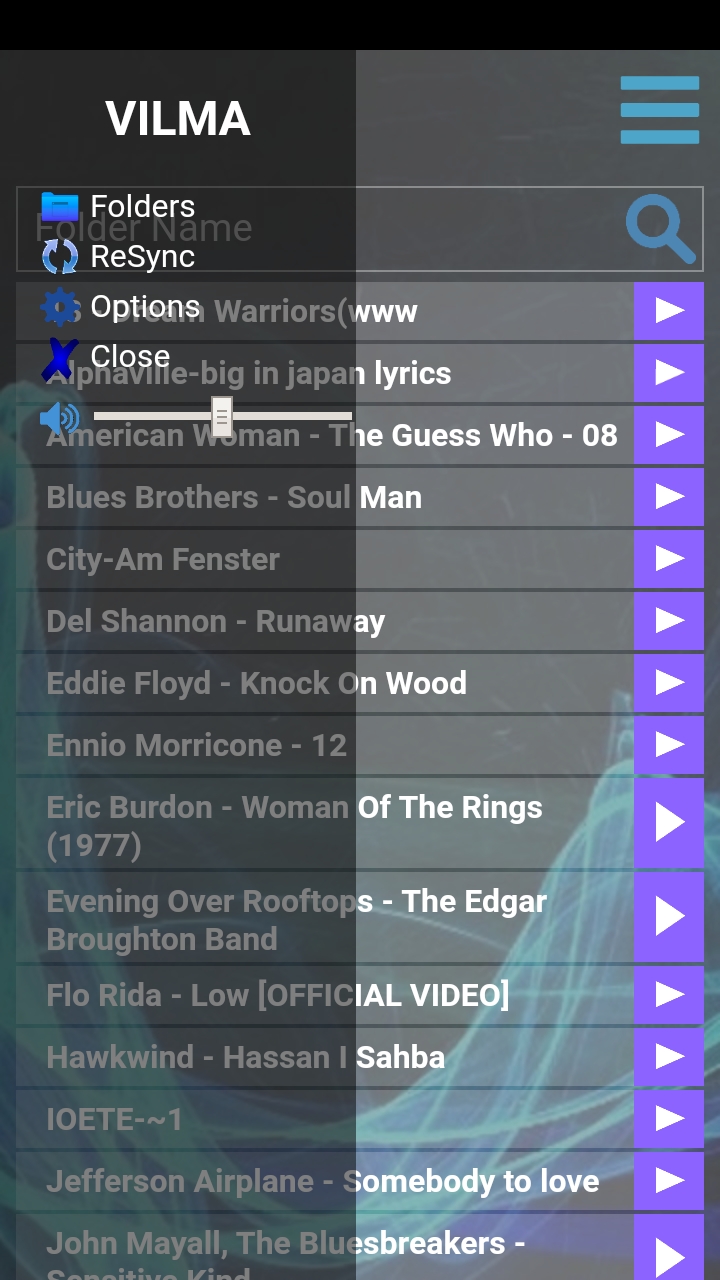 VILMA
Folders
Folder Name
ReSync
Options
- Dream Warriors(www
Close
Alphaville-big in japan lyrics
American Woman - The Guess Who - 08
Blues Brothers - Soul Man
City-Am Fenster
Del Shannon - Runaway
Eddie Floyd - Knock On Wood
Ennio Morricone - 12
Eric Burdon - Woman Of The Rings
(1977)
Evening Over Rooftops - The Edgar
Broughton Band
Flo Rida - Low [OFFICIAL VIDEO]
Hawkwind - Hassan I Sahba
IOETE-~1
Jefferson Airplane - Somebody to love
John Mayall, The Bluesbreakers -
Sensitive Kind